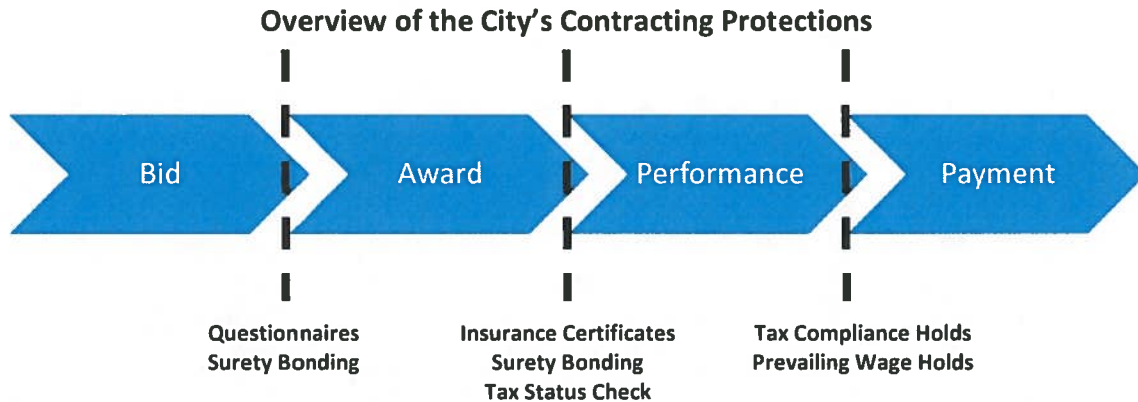 Overview of the City's Contracting Protections
Bid
Award
Performance
Payment
Questionnaires
Surety Bonding
Insurance Certificates
Surety Bonding
Tax Status Check
Tax Compliance Holds
Prevailing Wage Holds